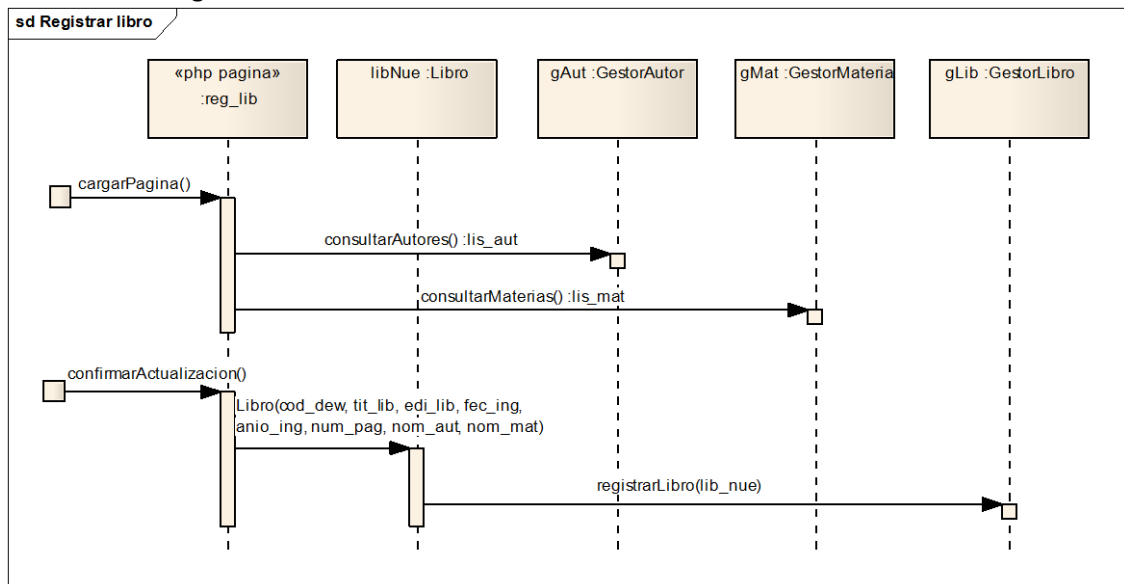 sd Registrar libro
«php pagina»
:reg_lib
libNue :Libro
gAut :GestorAutor
gMat :GestorMateria
gLib :GestorLibro
cargarPagina()
consultarAutores() :lis_aut
consultarMaterias() :lis_mat
confirmarActualizacion()
Libro(cod_dew, tit_lib, edi_lib, fec_ing,
anio_ing, num_pag, nom_aut, nom_mat)
registrarLibro(lib_nue)